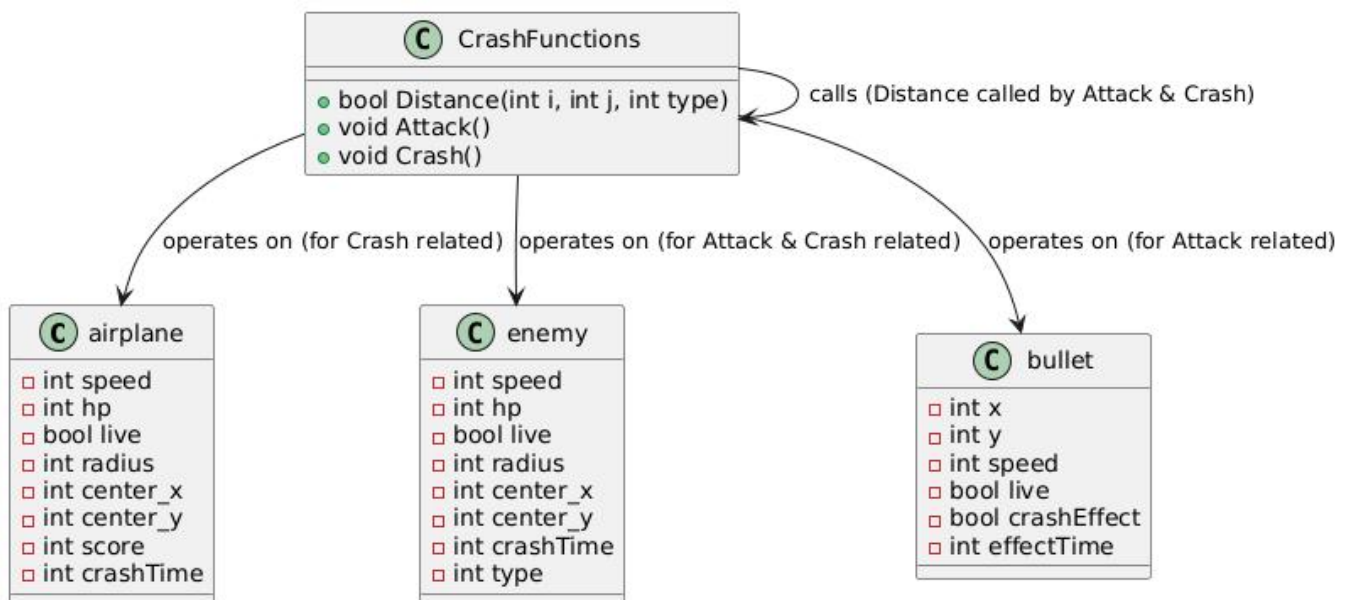 C CrashFunctions
bool Distance(int i, int j, int type)
void Attack()
void Crash()
calls (Distance called by Attack & Crash)
operates on (for Crash related)
operates on (for Attack & Crash related)
operates on (for Attack related)
C airplane
int speed
int hp
bool live
int radius
int center_x
int center_y
int score
int crashTime
C enemy
int speed
int hp
bool live
int radius
int center_x
int center_y
int crashTime
int type
C bullet
int x
int y
int speed
bool live
bool crashEffect
int effectTime